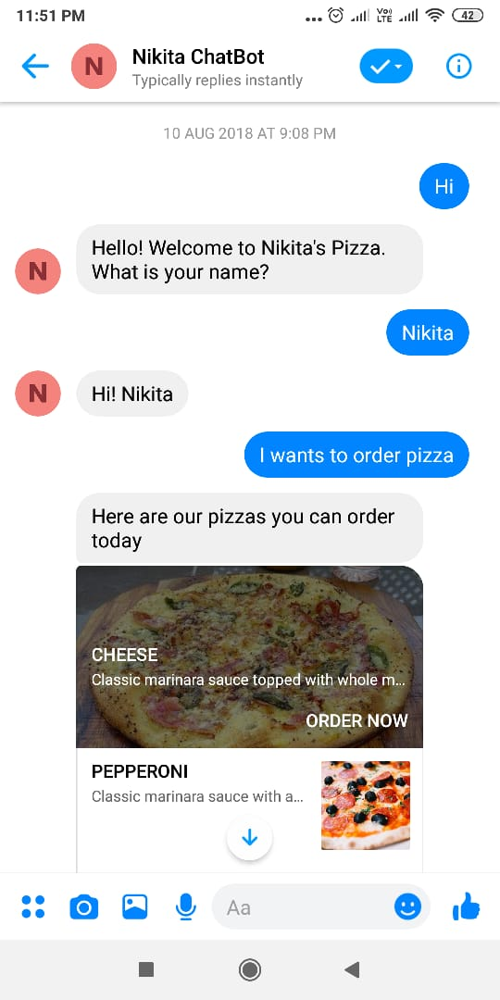 11:51 PM
Vo)) LTE
42
N
Nikita ChatBot
Typically replies instantly
10 AUG 2018 AT 9:08 PM
Hi
Hello! Welcome to Nikita's Pizza.
What is your name?
N
Nikita
N
Hi! Nikita
I wants to order pizza
Here are our pizzas you can order
today
CHEESE
Classic marinara sauce topped with whole m...
ORDER NOW
PEPPERONI
Classic marinara sauce with a...
Aa